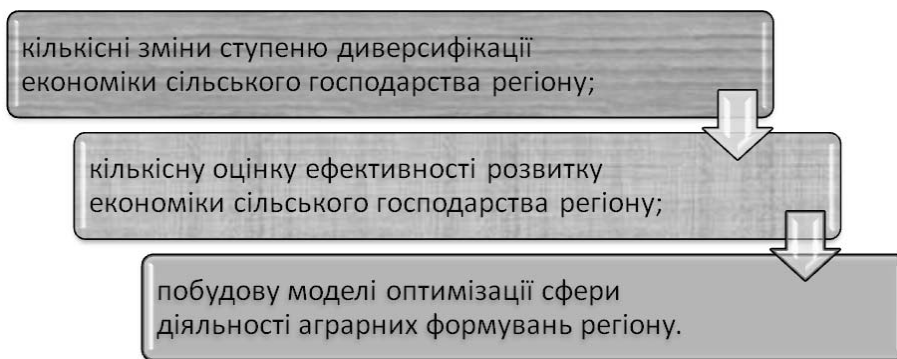 кількісні зміни ступеню диверсифікації
економіки сільського господарства регіону;
кількісну оцінку ефективності розвитку
економіки сільського господарства регіону;
побудову моделі оптимізації сфери
діяльності аграрних формувань регіону.